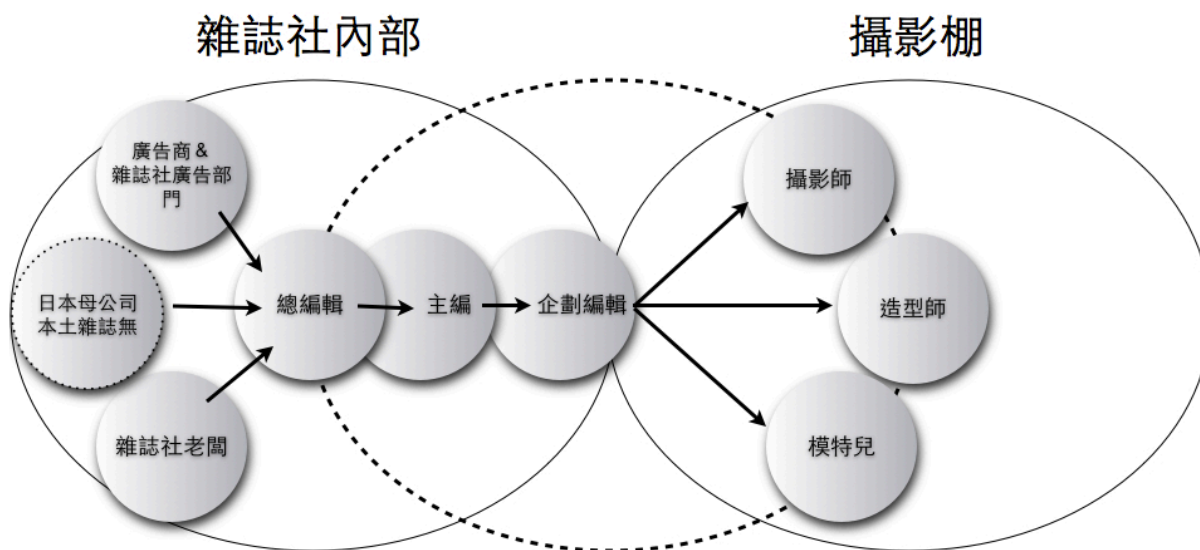 雜誌社內部
攝影棚
廣告商 &
雜誌社廣告部
門
日本母公司
本土雜誌無
雜誌社老闆
總編輯
主編
企劃編輯
攝影師
造型師
模特兒